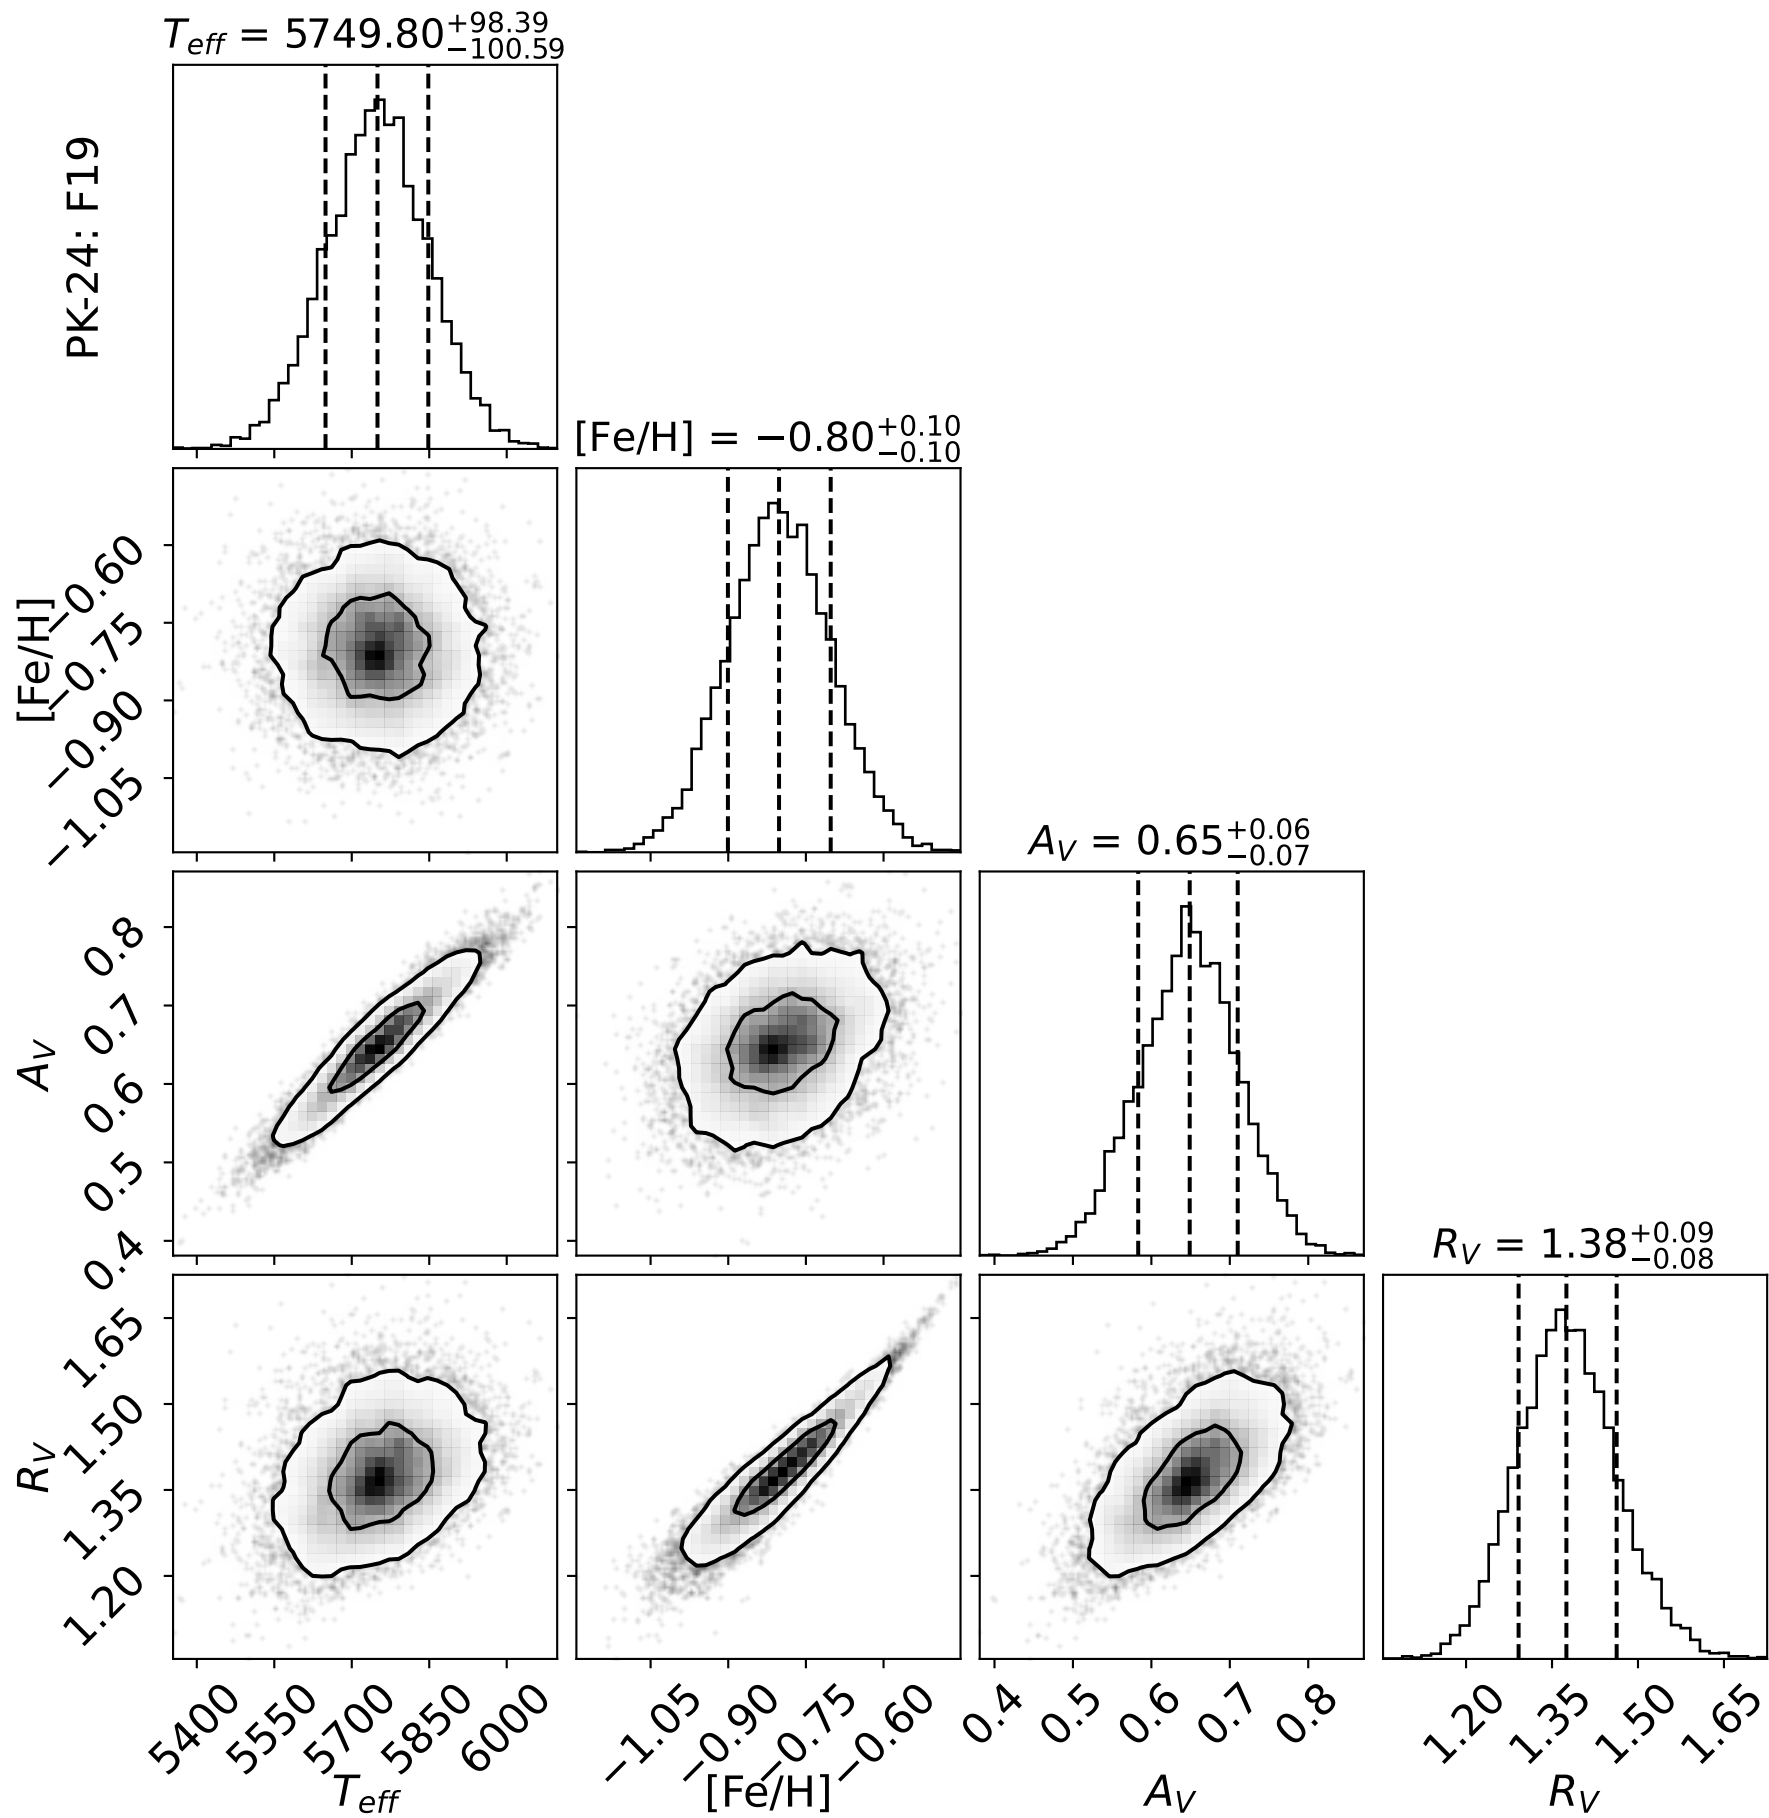 T_eff = 5749.80 +98.39 −100.59
PK-24: F19
[Fe/H] = −0.80 +0.10 −0.10
[Fe/H]
−0.60
−0.75
−0.90
−1.05
A_V = 0.65 +0.06 −0.07
A_V
0.8
0.7
0.6
0.5
0.4
R_V = 1.38 +0.09 −0.08
R_V
1.65
1.50
1.35
1.20
5400 5550 5700 5850 6000
T_eff
−1.05 −0.90 −0.75 −0.60
[Fe/H]
0.4 0.5 0.6 0.7 0.8
A_V
1.20 1.35 1.50 1.65
R_V